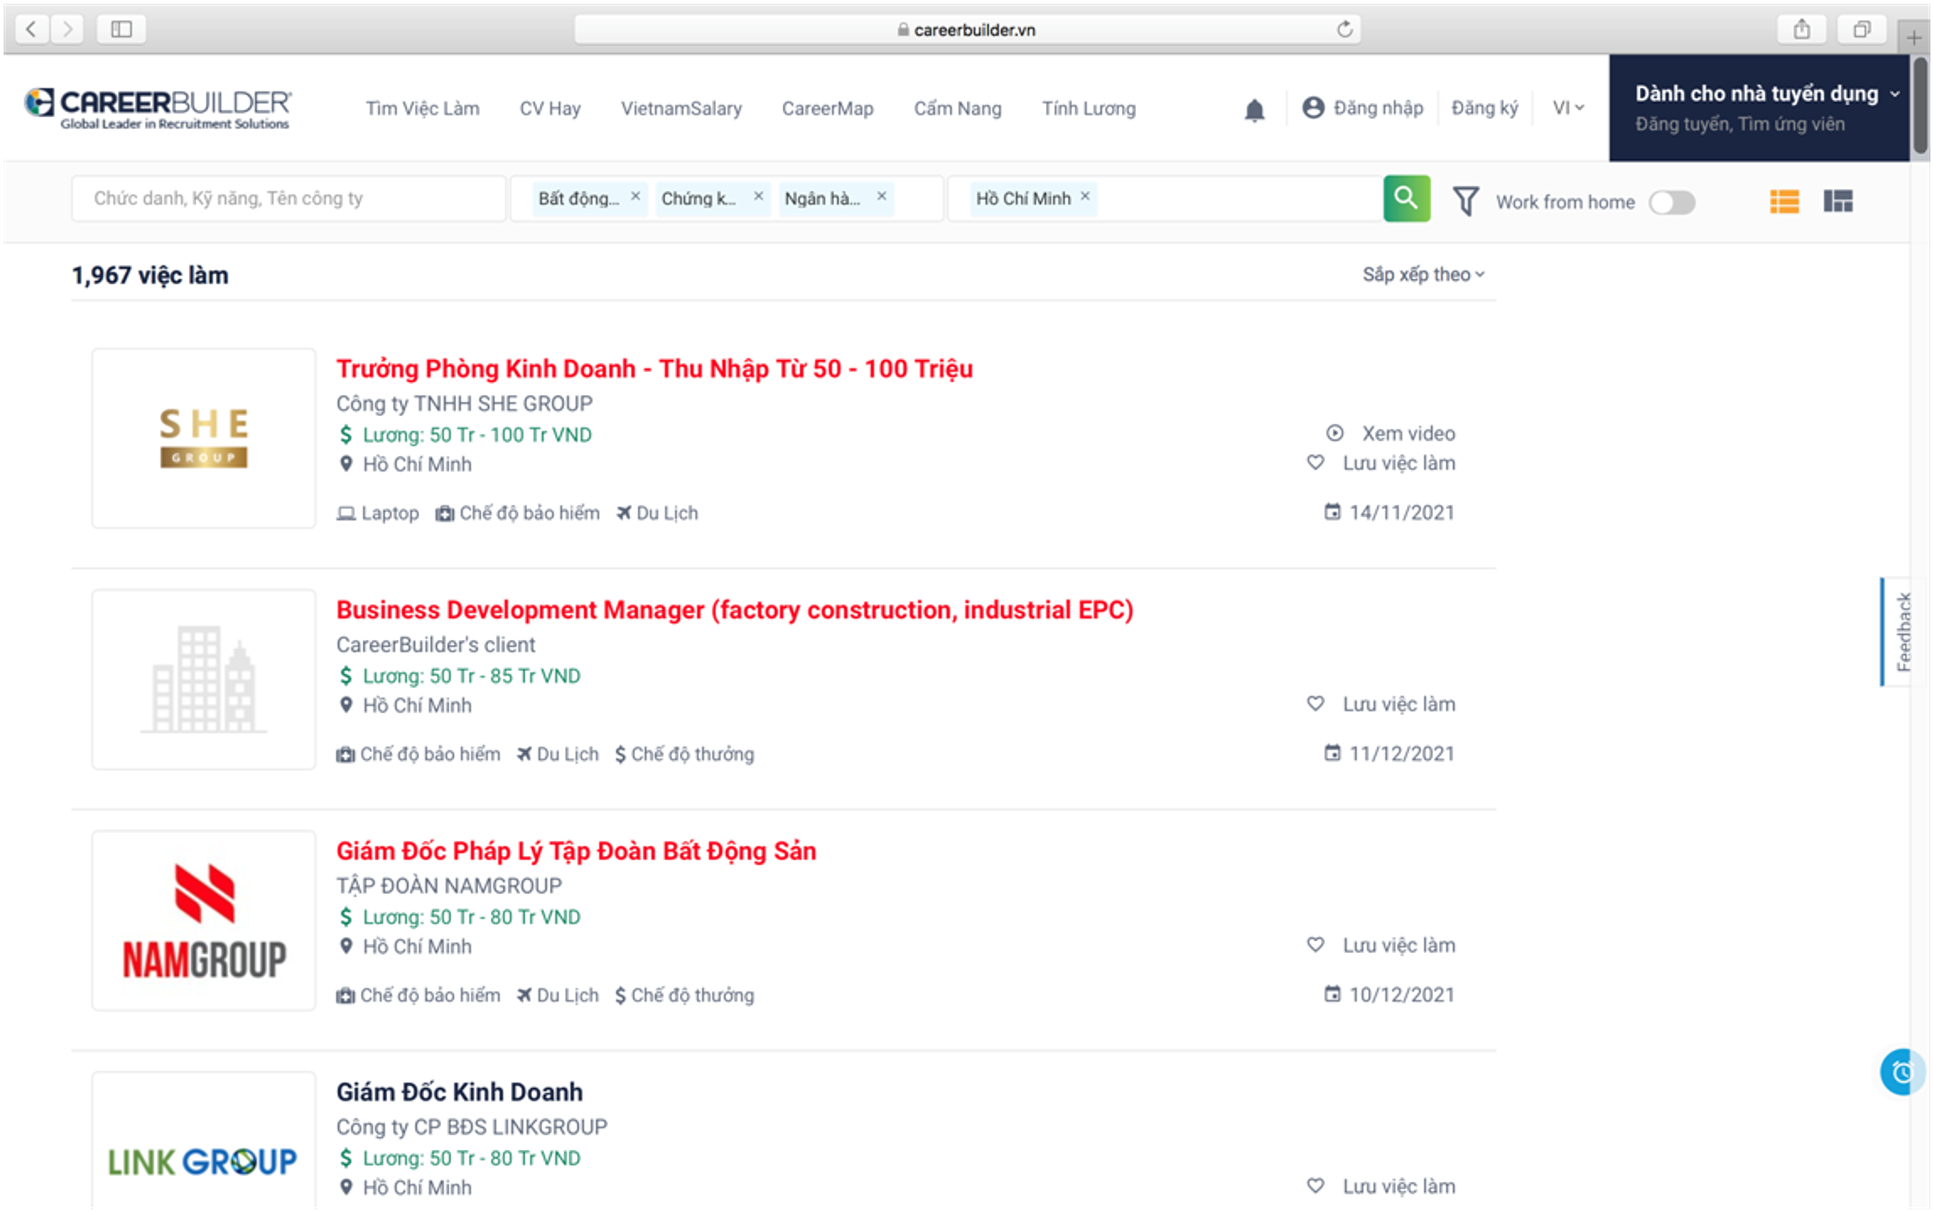 careerbuilder.vn
CAREERBUILDER®
Global Leader in Recruitment Solutions
Tìm Việc Làm
CV Hay
VietnamSalary
CareerMap
Cẩm Nang
Tính Lương
Đăng nhập
Đăng ký
VI
Dành cho nhà tuyển dụng
Đăng tuyển, Tìm ứng viên
Chức danh, Kỹ năng, Tên công ty
Bất động... ×
Chứng k... ×
Ngân hà... ×
Hồ Chí Minh ×
Work from home
1,967 việc làm
Sắp xếp theo
SHE
GROUP
Trưởng Phòng Kinh Doanh - Thu Nhập Từ 50 - 100 Triệu
Công ty TNHH SHE GROUP
$ Lương: 50 Tr - 100 Tr VND
Xem video
Hồ Chí Minh
Lưu việc làm
Laptop Chế độ bảo hiểm Du Lịch
14/11/2021
Business Development Manager (factory construction, industrial EPC)
CareerBuilder's client
$ Lương: 50 Tr - 85 Tr VND
Hồ Chí Minh
Lưu việc làm
Chế độ bảo hiểm Du Lịch $ Chế độ thưởng
11/12/2021
Feedback
NAMGROUP
Giám Đốc Pháp Lý Tập Đoàn Bất Động Sản
TẬP ĐOÀN NAMGROUP
$ Lương: 50 Tr - 80 Tr VND
Hồ Chí Minh
Lưu việc làm
Chế độ bảo hiểm Du Lịch $ Chế độ thưởng
10/12/2021
LINK GROUP
Giám Đốc Kinh Doanh
Công ty CP BĐS LINKGROUP
$ Lương: 50 Tr - 80 Tr VND
Hồ Chí Minh
Lưu việc làm